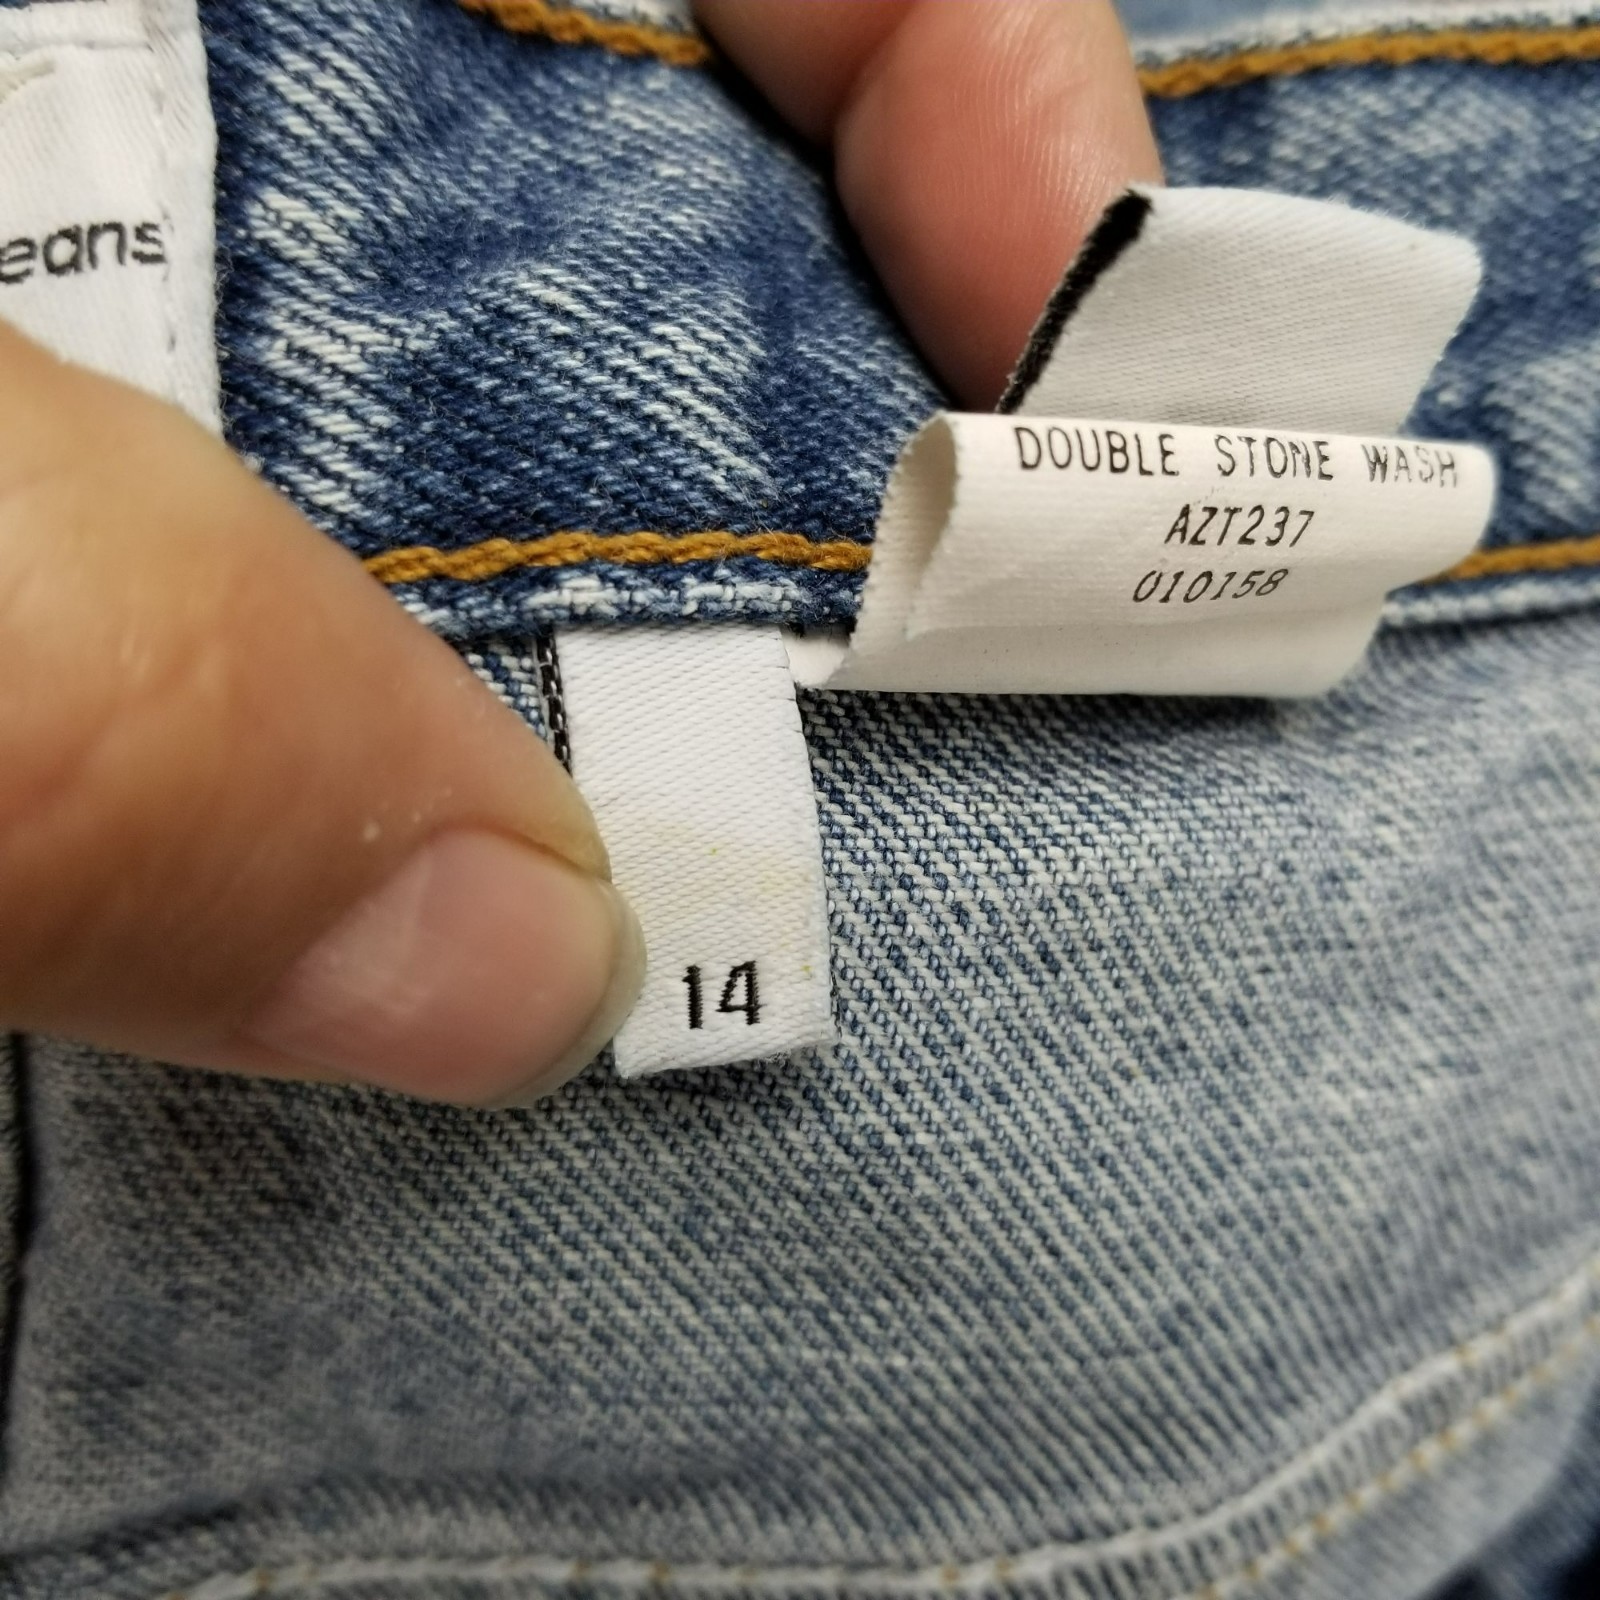 eans
DOUBLE STONE WASH
AZT237
010158
14